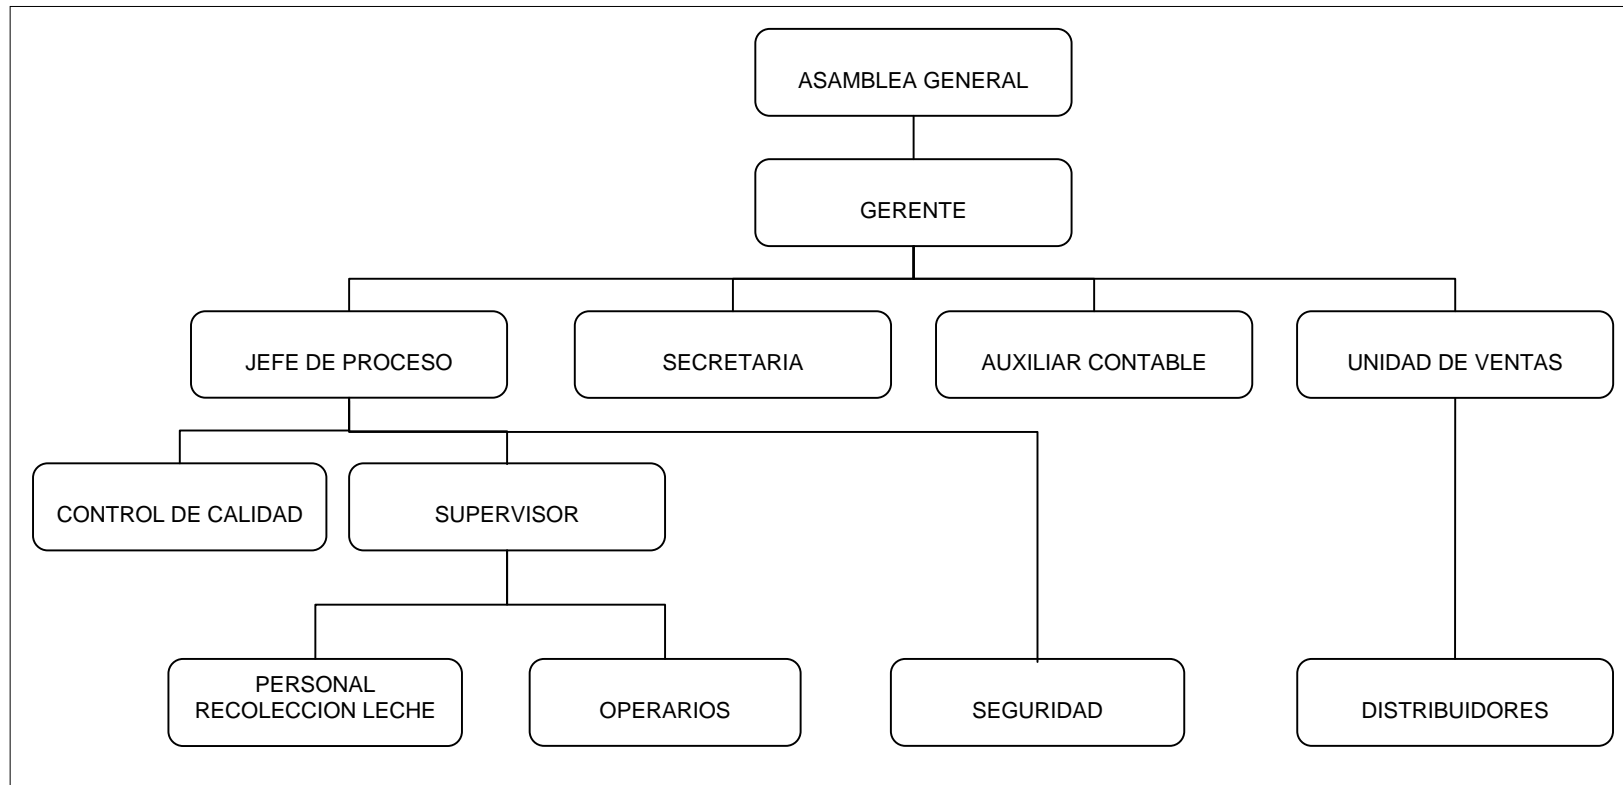 ASAMBLEA GENERAL
GERENTE
JEFE DE PROCESO
SECRETARIA
AUXILIAR CONTABLE
UNIDAD DE VENTAS
CONTROL DE CALIDAD
SUPERVISOR
PERSONAL
RECOLECCION LECHE
OPERARIOS
SEGURIDAD
DISTRIBUIDORES